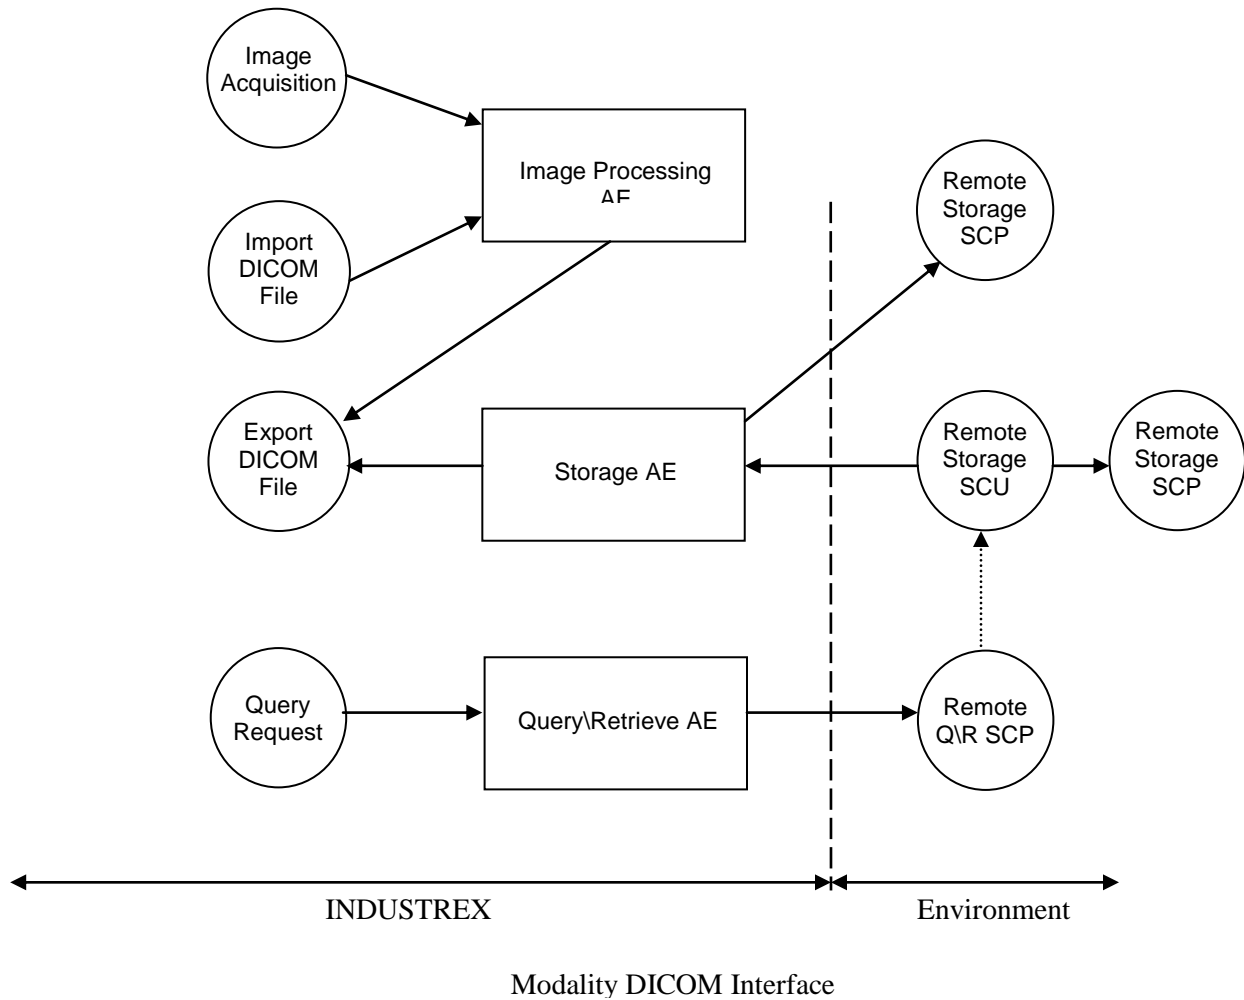 Image
Acquisition
Image Processing
AE
Remote
Storage
SCP
Import
DICOM
File
Export
DICOM
File
Storage AE
Remote
Storage
SCU
Remote
Storage
SCP
Query
Request
Query\Retrieve AE
Remote
Q\R SCP
INDUSTREX
Environment
Modality DICOM Interface